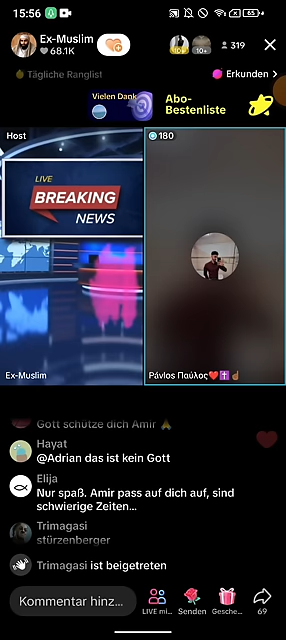 15:56
65
Ex-Muslim
68.1K
10+
319
Tägliche Rangliste
Erkunden
Vielen Dank
Abo-
Bestenliste
Host
180
LIVE
BREAKING
NEWS
Ex-Muslim
Pávlos Παύλος❤️✝️☝🏾
Gott schütze dich Amir 🙏
Hayat
@Adrian das ist kein Gott
Elija
Nur spaß. Amir pass auf dich auf, sind
schwierige Zeiten...
Trimagasi
stürzenberger
Trimagasi ist beigetreten
Kommentar hinz...
LIVE mi...
Senden
Gesche...
69